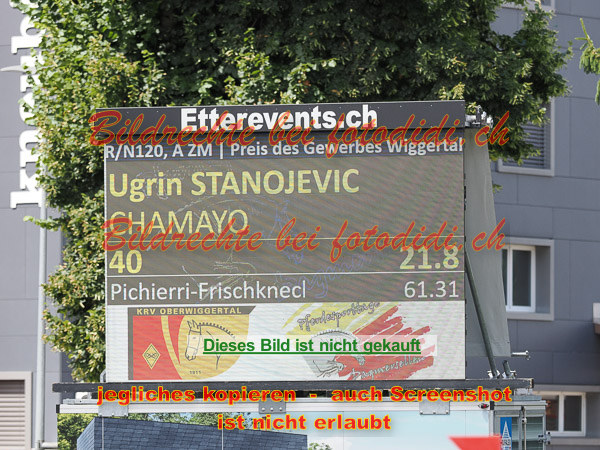 Etterevents.ch
Bildrechte bei fotodidi.ch
R/N120, A ZM | Preis des Gewerbes Wiggertal
Ugrin STANOJEVIC
CHAMAYO
Bildrechte bei fotodidi.ch
40 21.8
Pichierri-Frischknecl 61.31
KRV OBERWIGGERTAL
Pferdesporttage
Dieses Bild ist nicht gekauft
1911
jegliches kopieren - auch Screenshot
ist nicht erlaubt